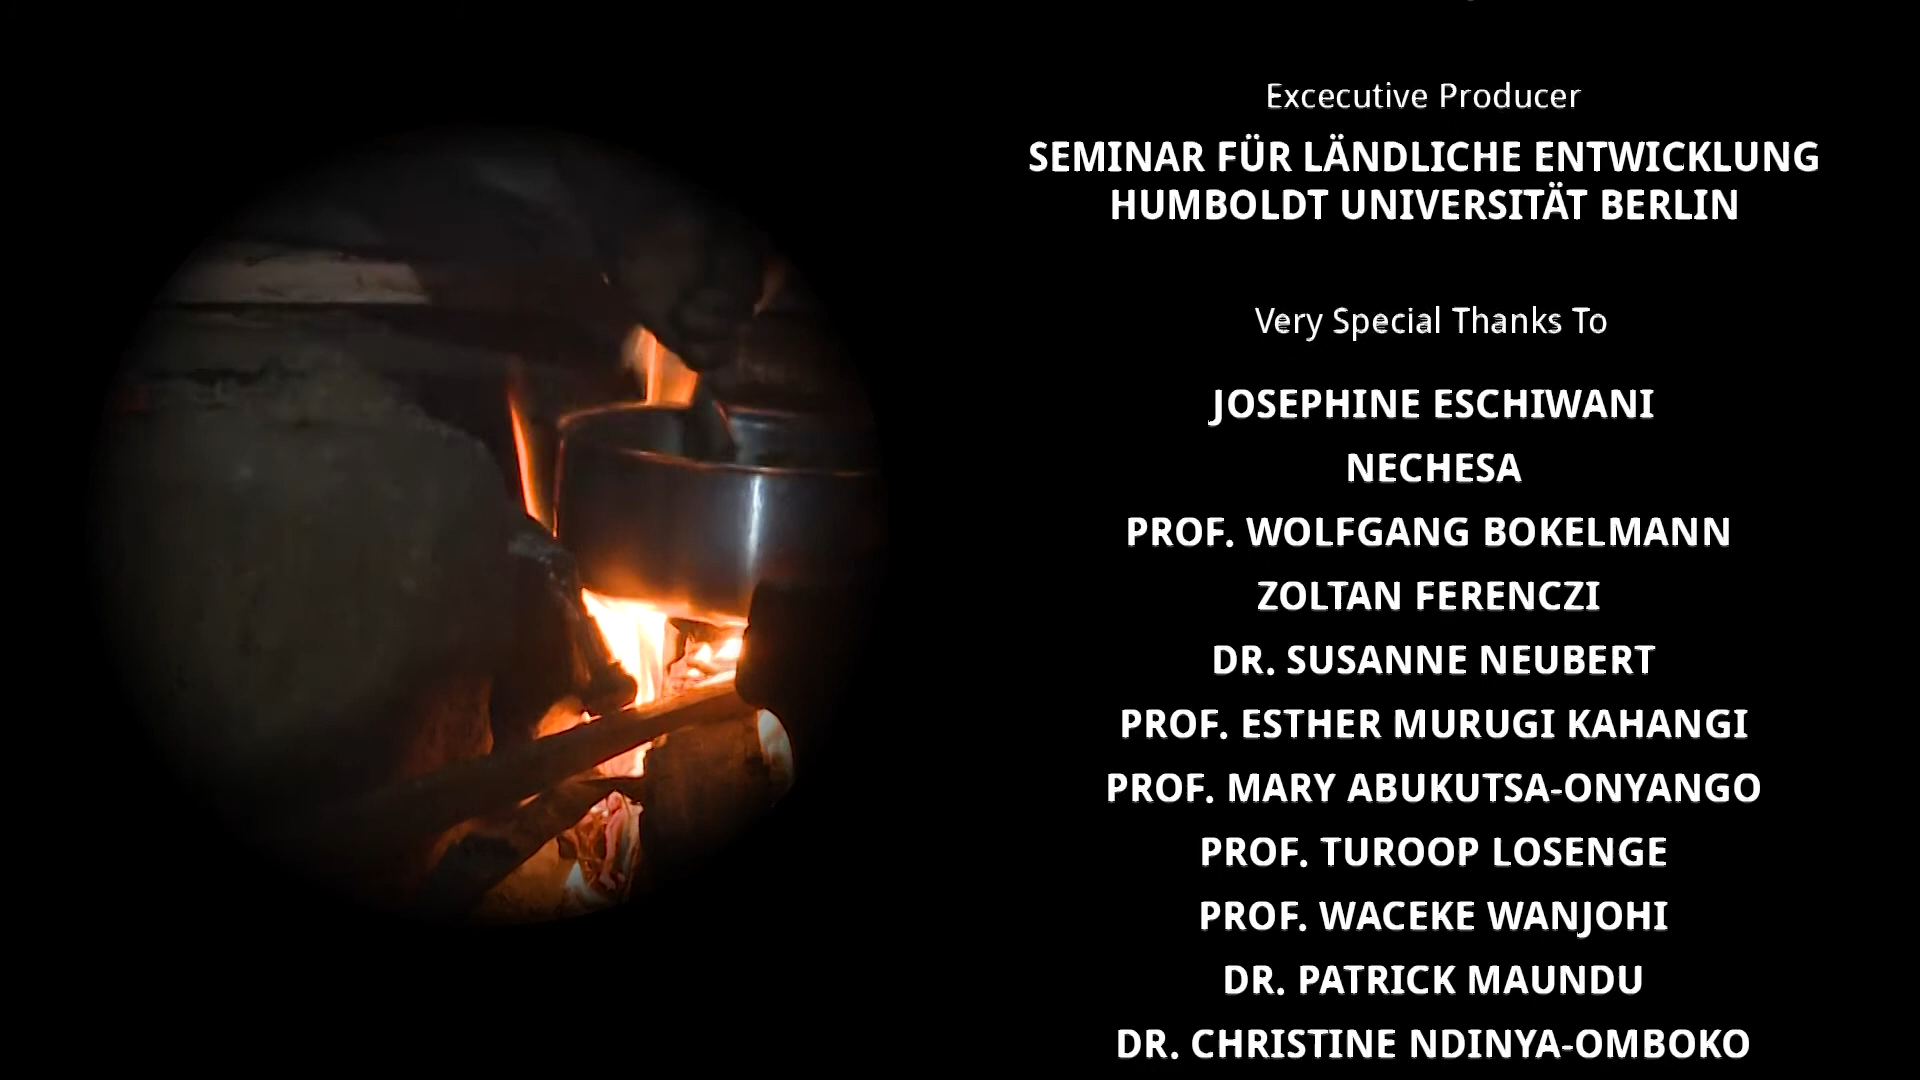 Excecutive Producer
SEMINAR FÜR LÄNDLICHE ENTWICKLUNG
HUMBOLDT UNIVERSITÄT BERLIN
Very Special Thanks To
JOSEPHINE ESCHIWANI
NECHESA
PROF. WOLFGANG BOKELMANN
ZOLTAN FERENCZI
DR. SUSANNE NEUBERT
PROF. ESTHER MURUGI KAHANGI
PROF. MARY ABUKUTSA-ONYANGO
PROF. TUROOP LOSENGE
PROF. WACEKE WANJOHI
DR. PATRICK MAUNDU
DR. CHRISTINE NDINYA-OMBOKO